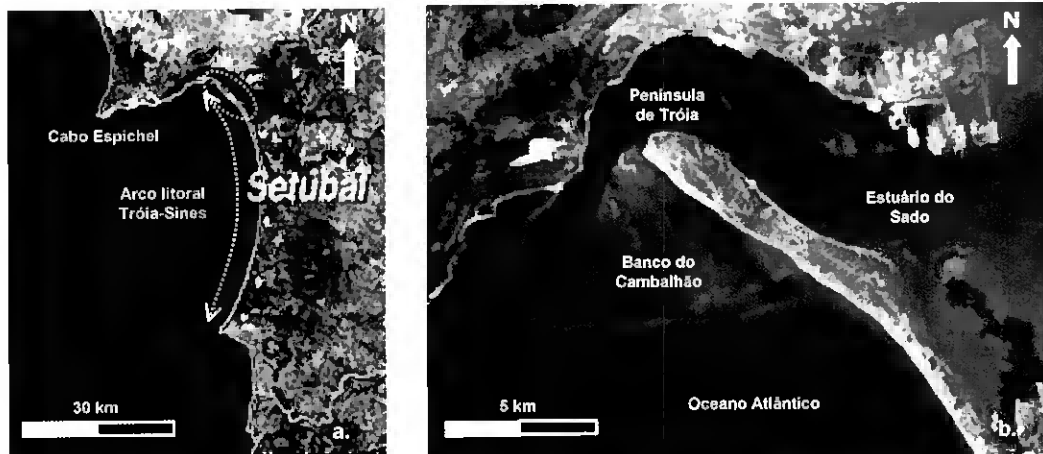 N
Cabo Espichel
Arco litoral
Tróia-Sines
Setúbal
30 km
a.
N
Península
de Tróia
Estuário do
Sado
Banco do
Cambalhão
Oceano Atlântico
5 km
b.